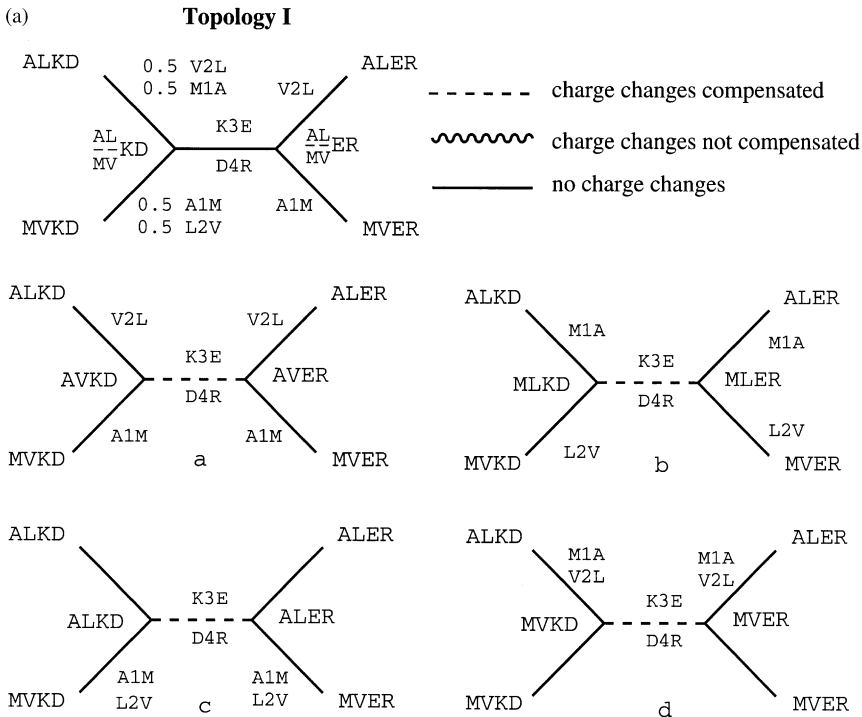 (a)
Topology I
ALKD
0.5 V2L
0.5 M1A
V2L
ALER
AL
MV
KD
K3E
D4R
AL
MV
ER
MVKD
0.5 A1M
0.5 L2V
A1M
MVER
charge changes compensated
charge changes not compensated
no charge changes
ALKD
V2L
V2L
ALER
AVKD
K3E
D4R
AVER
MVKD
A1M
A1M
MVER
a
ALKD
M1A
ALER
M1A
MLKD
K3E
D4R
MLER
MVKD
L2V
L2V
MVER
b
ALKD
ALER
ALKD
K3E
D4R
ALER
MVKD
A1M
L2V
A1M
L2V
MVER
c
ALKD
M1A
V2L
M1A
V2L
ALER
MVKD
K3E
D4R
MVER
MVKD
MVER
d